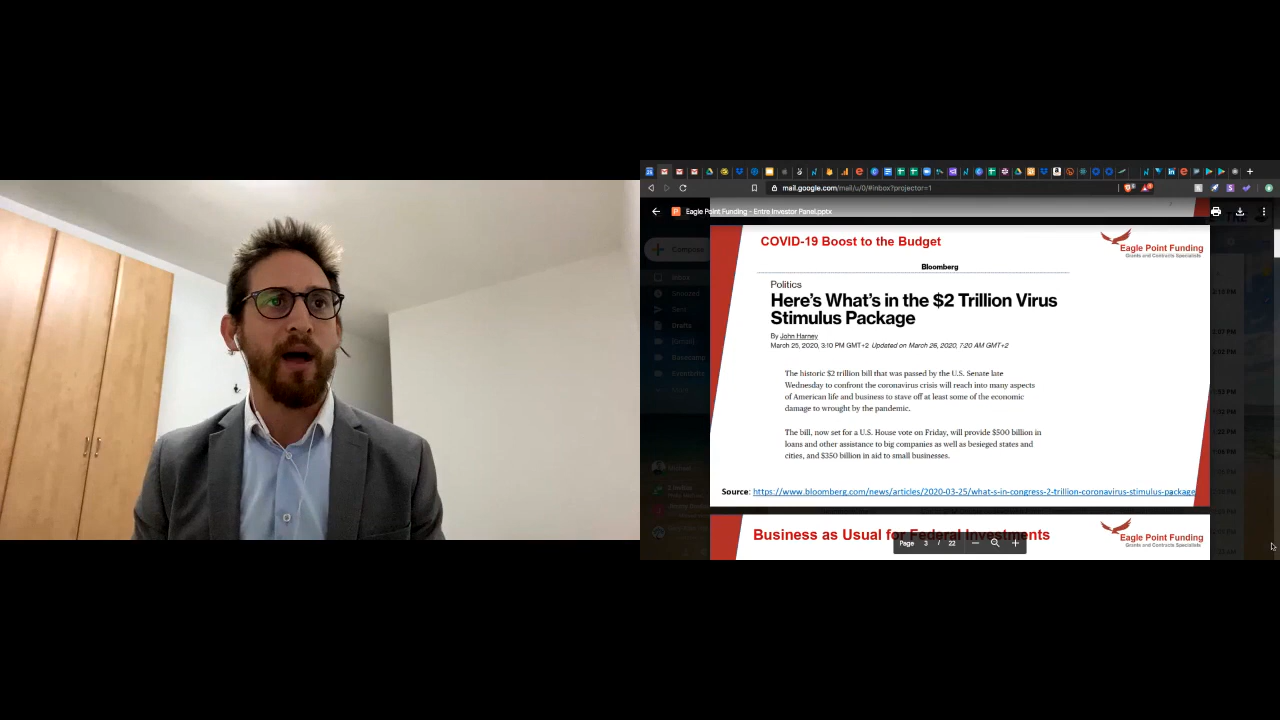 mail.google.com/mail/u/0/#inbox?projector=1
Eagle Point Funding - Entre Investor Panel.pptx
Compose
Inbox
Snoozed
Sent
Drafts
COVID-19 Boost to the Budget
Eagle Point Funding
Grants and Contracts Specialists
Bloomberg
Politics
Here's What's in the $2 Trillion Virus
Stimulus Package
By John Harney
March 25, 2020, 3:10 PM GMT+2 Updated on March 26, 2020, 7:20 AM GMT+2
The historic $2 trillion bill that was passed by the U.S. Senate late
Wednesday to confront the coronavirus crisis will reach into many aspects
of American life and business to stave off at least some of the economic
damage to wrought by the pandemic.
The bill, now set for a U.S. House vote on Friday, will provide $500 billion in
loans and other assistance to big companies as well as besieged states and
cities, and $350 billion in aid to small businesses.
Source: https://www.bloomberg.com/news/articles/2020-03-25/what-s-in-congress-2-trillion-coronavirus-stimulus-package
Business as Usual for Federal Investments
Eagle Point Funding
Grants and Contracts Specialists
Page 3 / 22